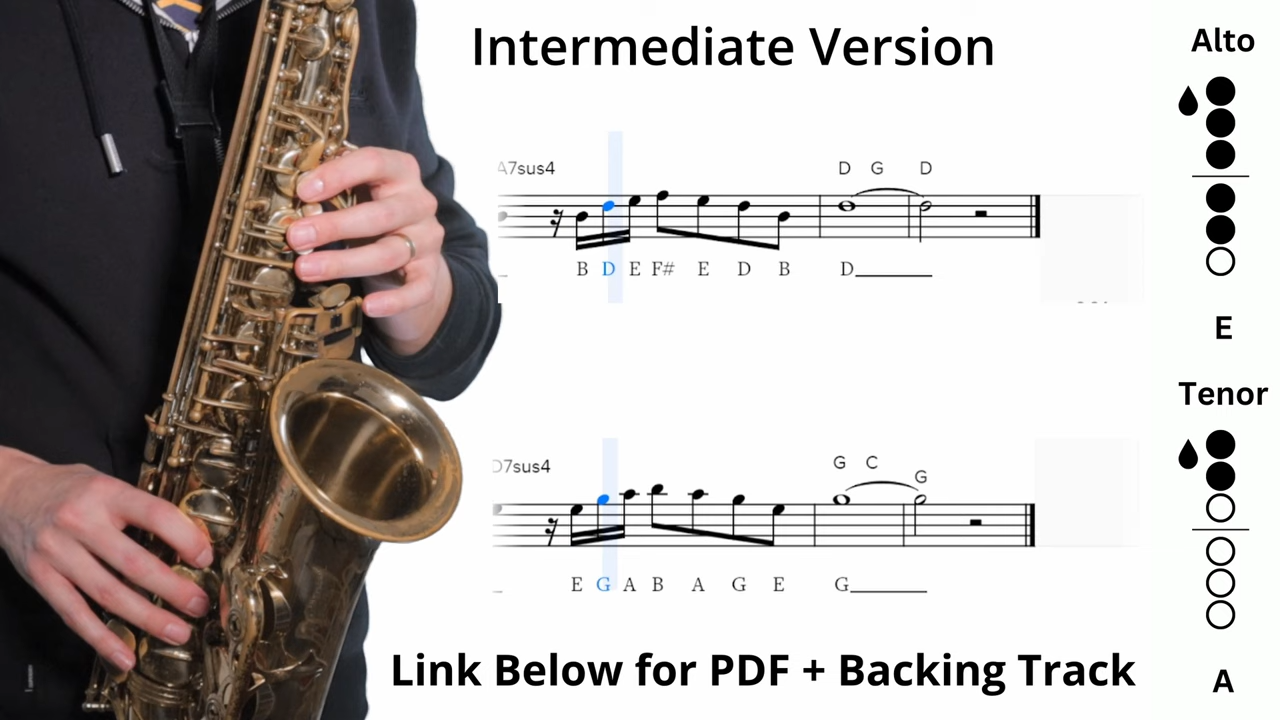 Intermediate Version
A7sus4
D G D
B D E F# E D B D
D7sus4
G C G
E G A B A G E G
Link Below for PDF + Backing Track
Alto
E
Tenor
A